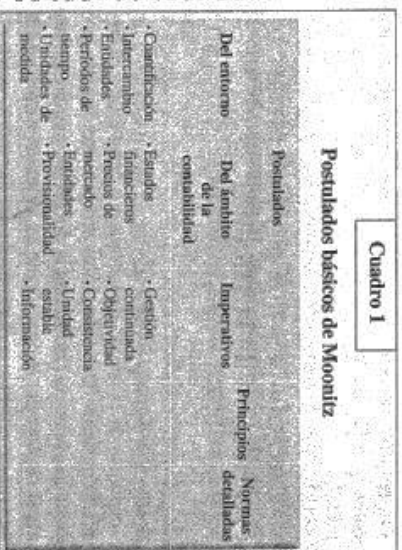 Cuadro 1
Postulados básicos de Moonitz
Postulados
Principios
Normas
detalladas
Del entorno
Del ámbito
de la
contabilidad
Imperativos
• Cuantificación
• Intercambio
• Entidades
• Períodos de
tiempo
• Unidades de
medida
• Estados
financieros
• Precios de
mercado
• Entidades
• Provisionalidad
• Gestión
continuada
• Objetividad
• Consistencia
• Unidad
estable
• Información